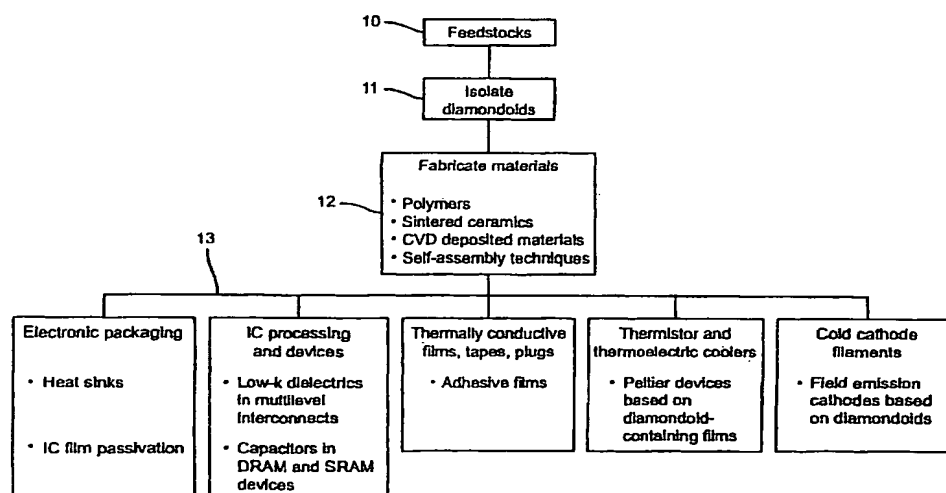 10
Feedstocks
11
Isolate
diamondoids
Fabricate materials
12
• Polymers
• Sintered ceramics
• CVD deposited materials
• Self-assembly techniques
13
Electronic packaging
• Heat sinks
• IC film passivation
IC processing
and devices
• Low-k dielectrics
in multilevel
interconnects
• Capacitors in
DRAM and SRAM
devices
Thermally conductive
films, tapes, plugs
• Adhesive films
Thermistor and
thermoelectric coolers
• Peltier devices
based on
diamondoid-
containing films
Cold cathode
filaments
• Field emission
cathodes based
on diamondoids